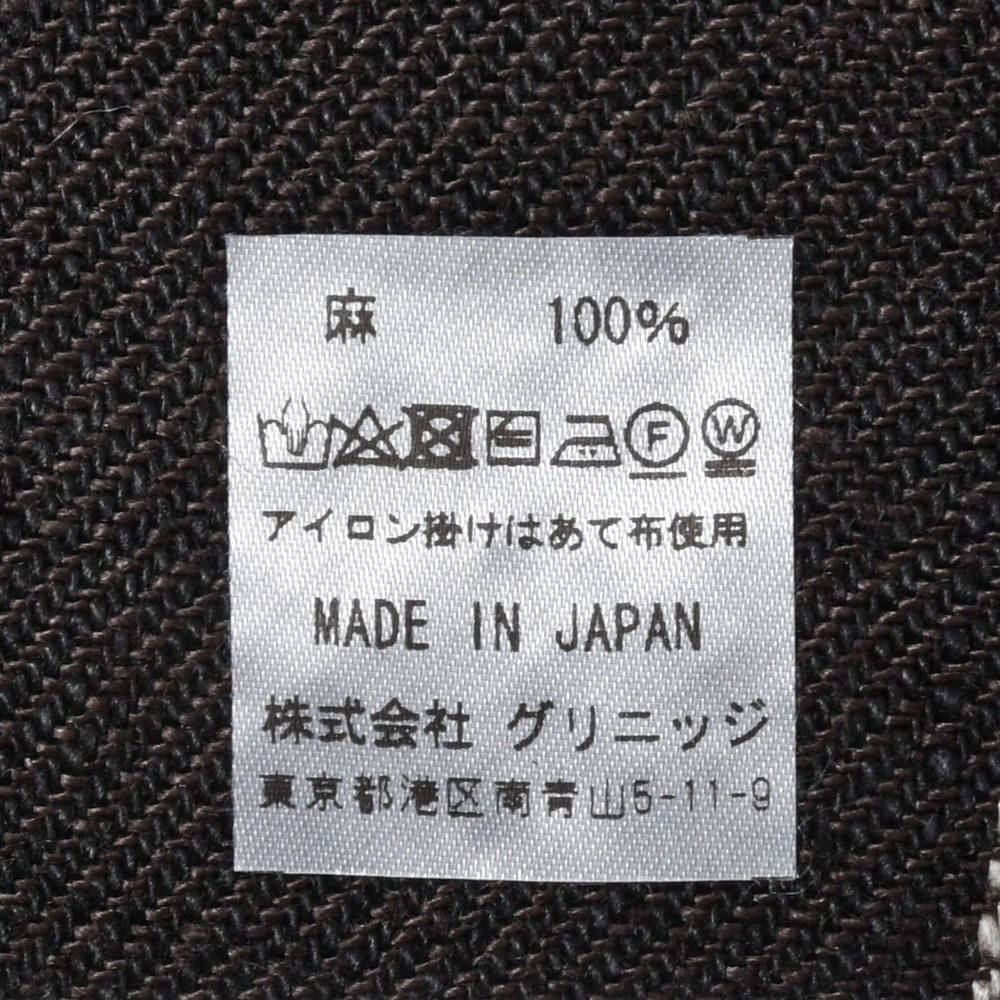 麻 100%
F W
アイロン掛けはあて布使用
MADE IN JAPAN
株式会社 グリニッジ
東京都港区南青山5-11-9